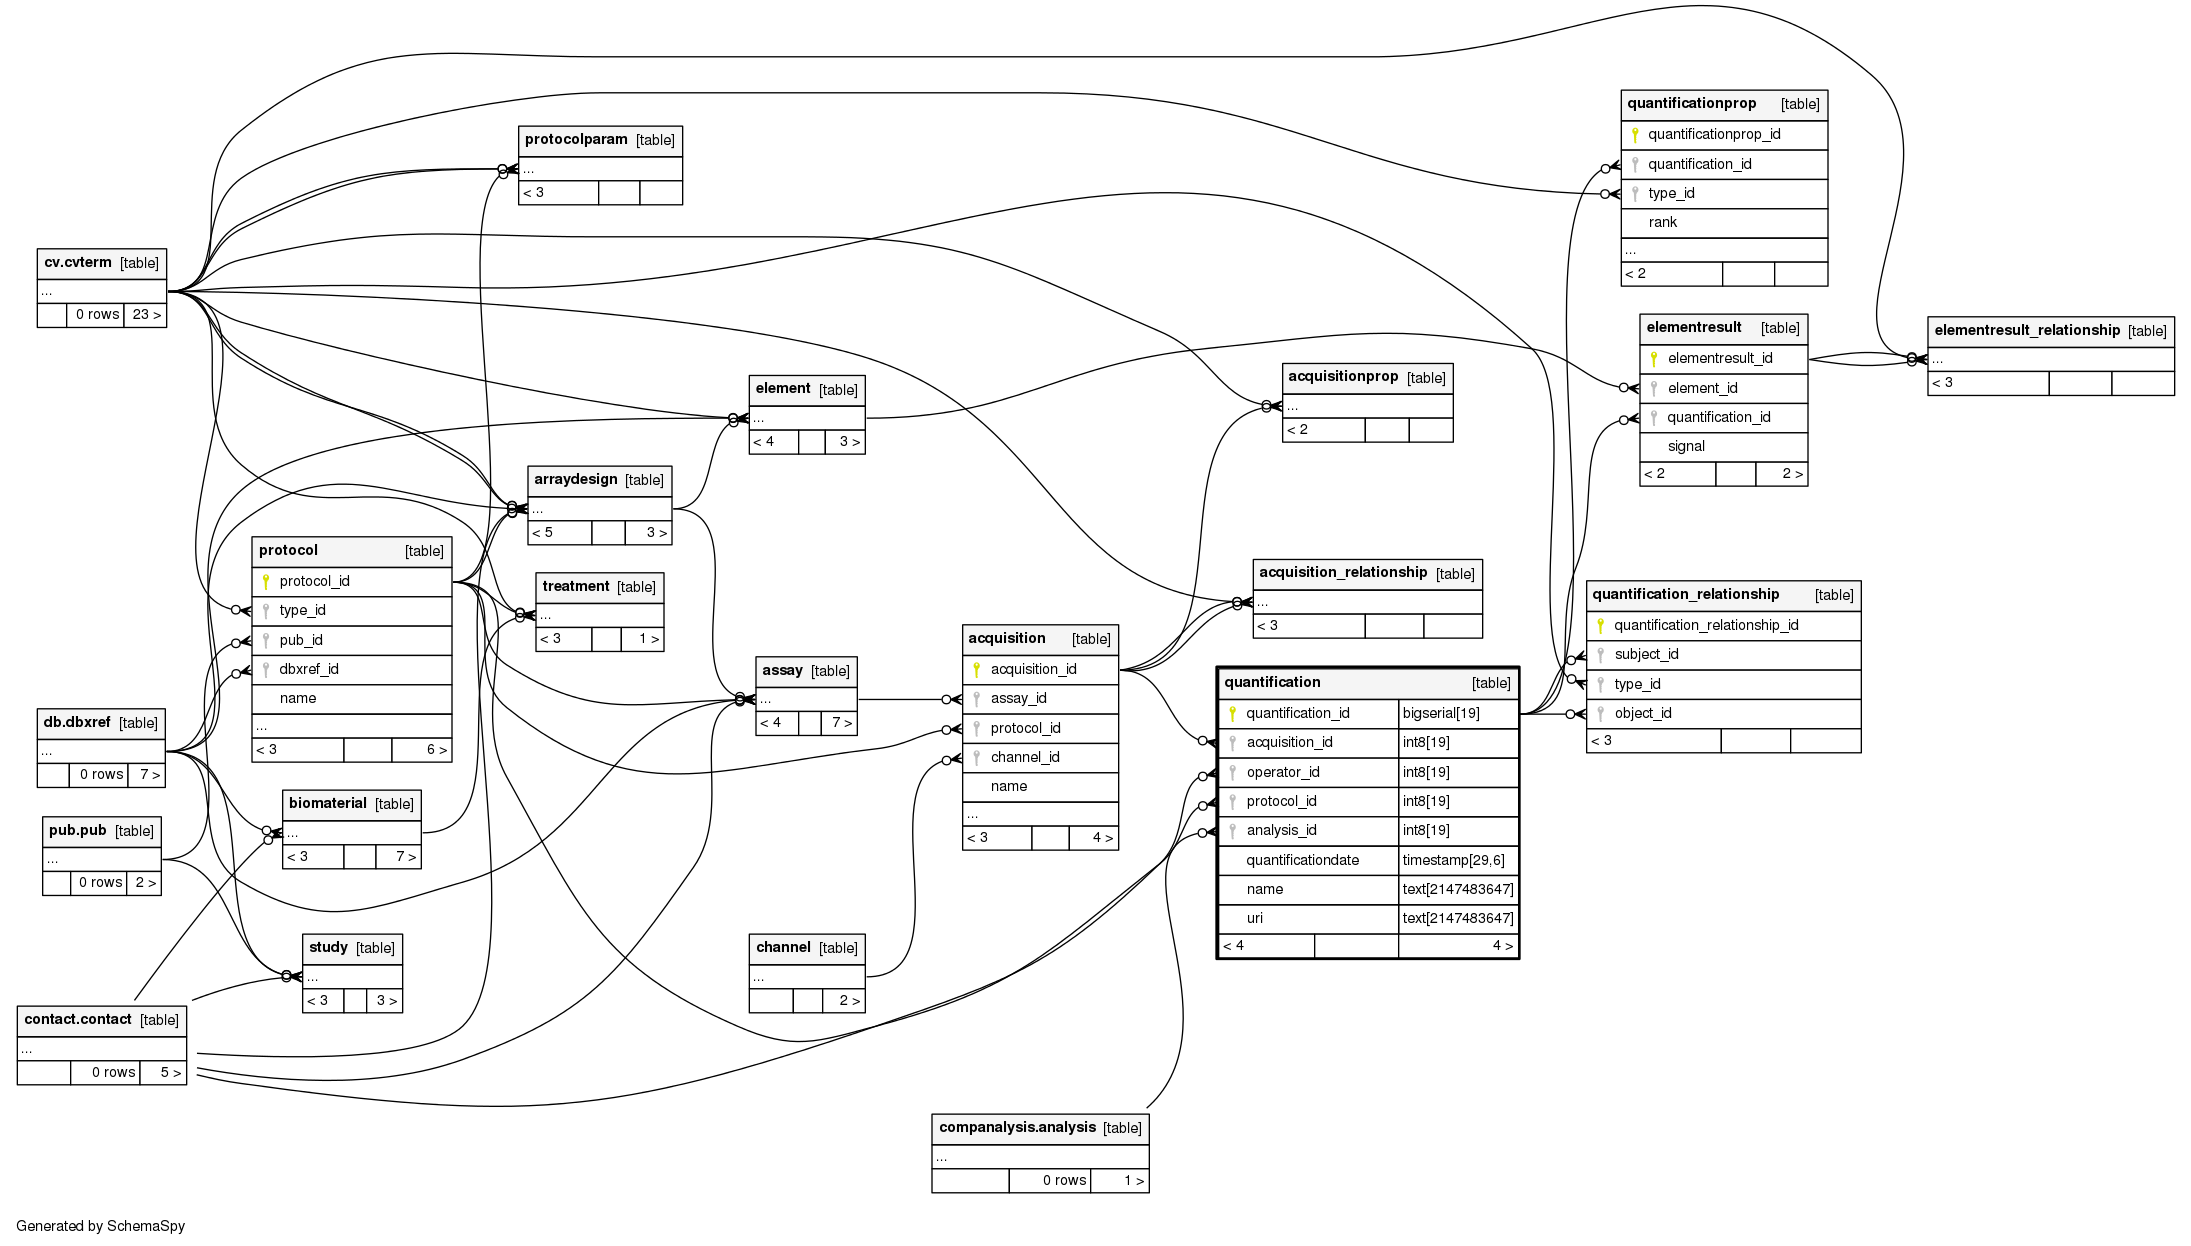 quantificationprop [table]
quantificationprop_id
quantification_id
type_id
rank
...
< 2
protocolparam [table]
...
< 3
cv.cvterm [table]
...
0 rows 23 >
elementresult [table]
elementresult_id
element_id
quantification_id
signal
< 2 2 >
elementresult_relationship [table]
...
< 3
element [table]
...
< 4 3 >
acquisitionprop [table]
...
< 2
arraydesign [table]
...
< 5 3 >
protocol [table]
protocol_id
type_id
pub_id
dbxref_id
name
...
< 3 6 >
treatment [table]
...
< 3 1 >
acquisition_relationship [table]
...
< 3
quantification_relationship [table]
quantification_relationship_id
subject_id
type_id
object_id
< 3
acquisition [table]
acquisition_id
assay_id
protocol_id
channel_id
name
...
< 3 4 >
assay [table]
...
< 4 7 >
quantification [table]
quantification_id bigserial[19]
acquisition_id int8[19]
operator_id int8[19]
protocol_id int8[19]
analysis_id int8[19]
quantificationdate timestamp[29,6]
name text[2147483647]
uri text[2147483647]
< 4 4 >
db.dbxref [table]
...
0 rows 7 >
biomaterial [table]
...
< 3 7 >
pub.pub [table]
...
0 rows 2 >
study [table]
...
< 3 3 >
channel [table]
...
2 >
contact.contact [table]
...
0 rows 5 >
companalysis.analysis [table]
...
0 rows 1 >
Generated by SchemaSpy